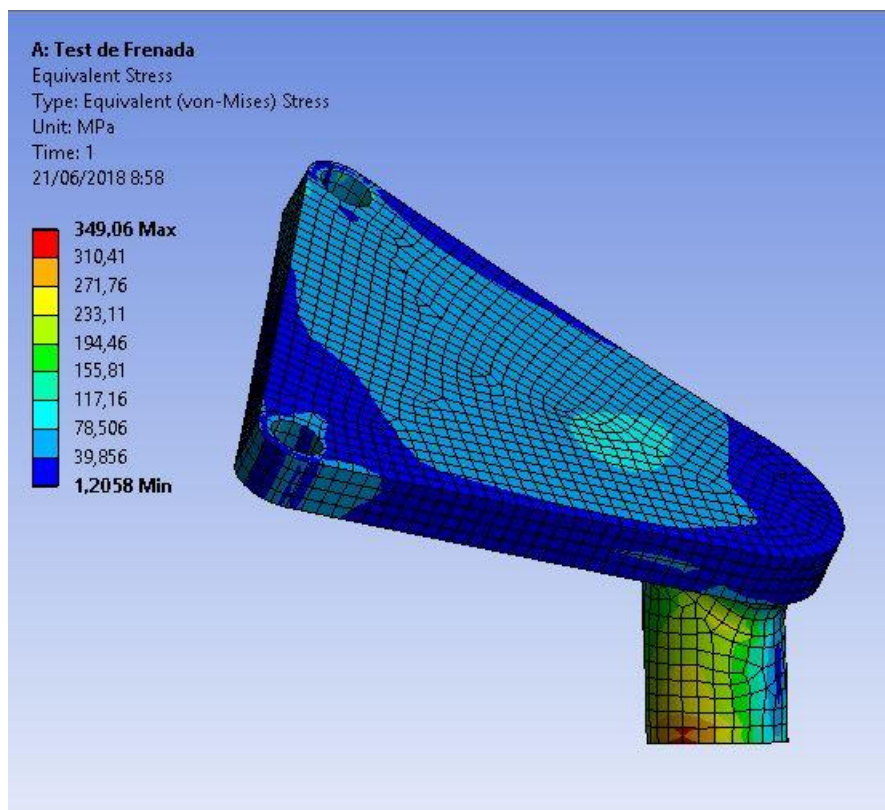 A: Test de Frenada
Equivalent Stress
Type: Equivalent (von-Mises) Stress
Unit: MPa
Time: 1
21/06/2018 8:58
349,06 Max
310,41
271,76
233,11
194,46
155,81
117,16
78,506
39,856
1,2058 Min